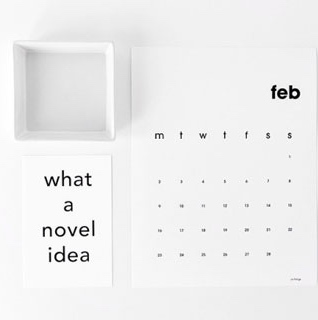 feb
m t w t f s s
1
2 3 4 5 6 7 8
9 10 11 12 13 14 15
16 17 18 19 20 21 22
23 24 25 26 27 28
what
a
novel
idea